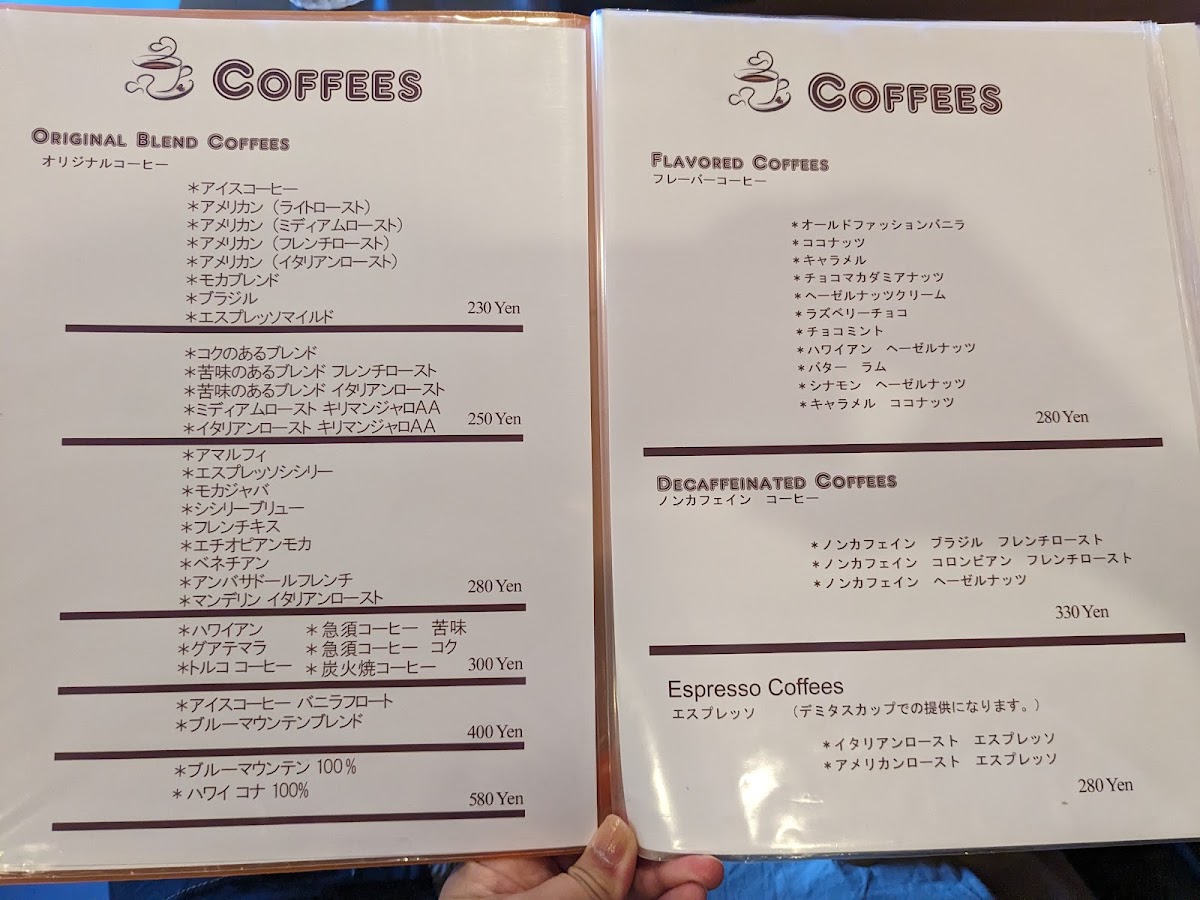 COFFEES
ORIGINAL BLEND COFFEES
オリジナルコーヒー
＊アイスコーヒー
＊アメリカン（ライトロースト）
＊アメリカン（ミディアムロースト）
＊アメリカン（フレンチロースト）
＊アメリカン（イタリアンロースト）
＊モカブレンド
＊ブラジル
＊エスプレッソマイルド
230 Yen
＊コクのあるブレンド
＊苦味のあるブレンド フレンチロースト
＊苦味のあるブレンド イタリアンロースト
＊ミディアムロースト キリマンジャロAA
＊イタリアンロースト キリマンジャロAA
250 Yen
＊アマルフィ
＊エスプレッソシシリー
＊モカジャバ
＊シシリーブリュー
＊フレンチキス
＊エチオピアンモカ
＊ベネチアン
＊アンバサドールフレンチ
＊マンデリン イタリアンロースト
280 Yen
＊ハワイアン ＊急須コーヒー 苦味
＊グアテマラ ＊急須コーヒー コク
＊トルコ コーヒー ＊炭火焼コーヒー
300 Yen
＊アイスコーヒー バニラフロート
＊ブルーマウンテンブレンド
400 Yen
＊ブルーマウンテン 100％
＊ハワイ コナ 100%
580 Yen
COFFEES
FLAVORED COFFEES
フレーバーコーヒー
＊オールドファッションバニラ
＊ココナッツ
＊キャラメル
＊チョコマカダミアナッツ
＊ヘーゼルナッツクリーム
＊ラズベリーチョコ
＊チョコミント
＊ハワイアン　ヘーゼルナッツ
＊バター　ラム
＊シナモン　ヘーゼルナッツ
＊キャラメル　ココナッツ
280 Yen
DECAFFEINATED COFFEES
ノンカフェイン　コーヒー
＊ノンカフェイン　ブラジル　フレンチロースト
＊ノンカフェイン　コロンビアン　フレンチロースト
＊ノンカフェイン　ヘーゼルナッツ
330 Yen
Espresso Coffees
エスプレッソ　（デミタスカップでの提供になります。）
＊イタリアンロースト　エスプレッソ
＊アメリカンロースト　エスプレッソ
280 Yen